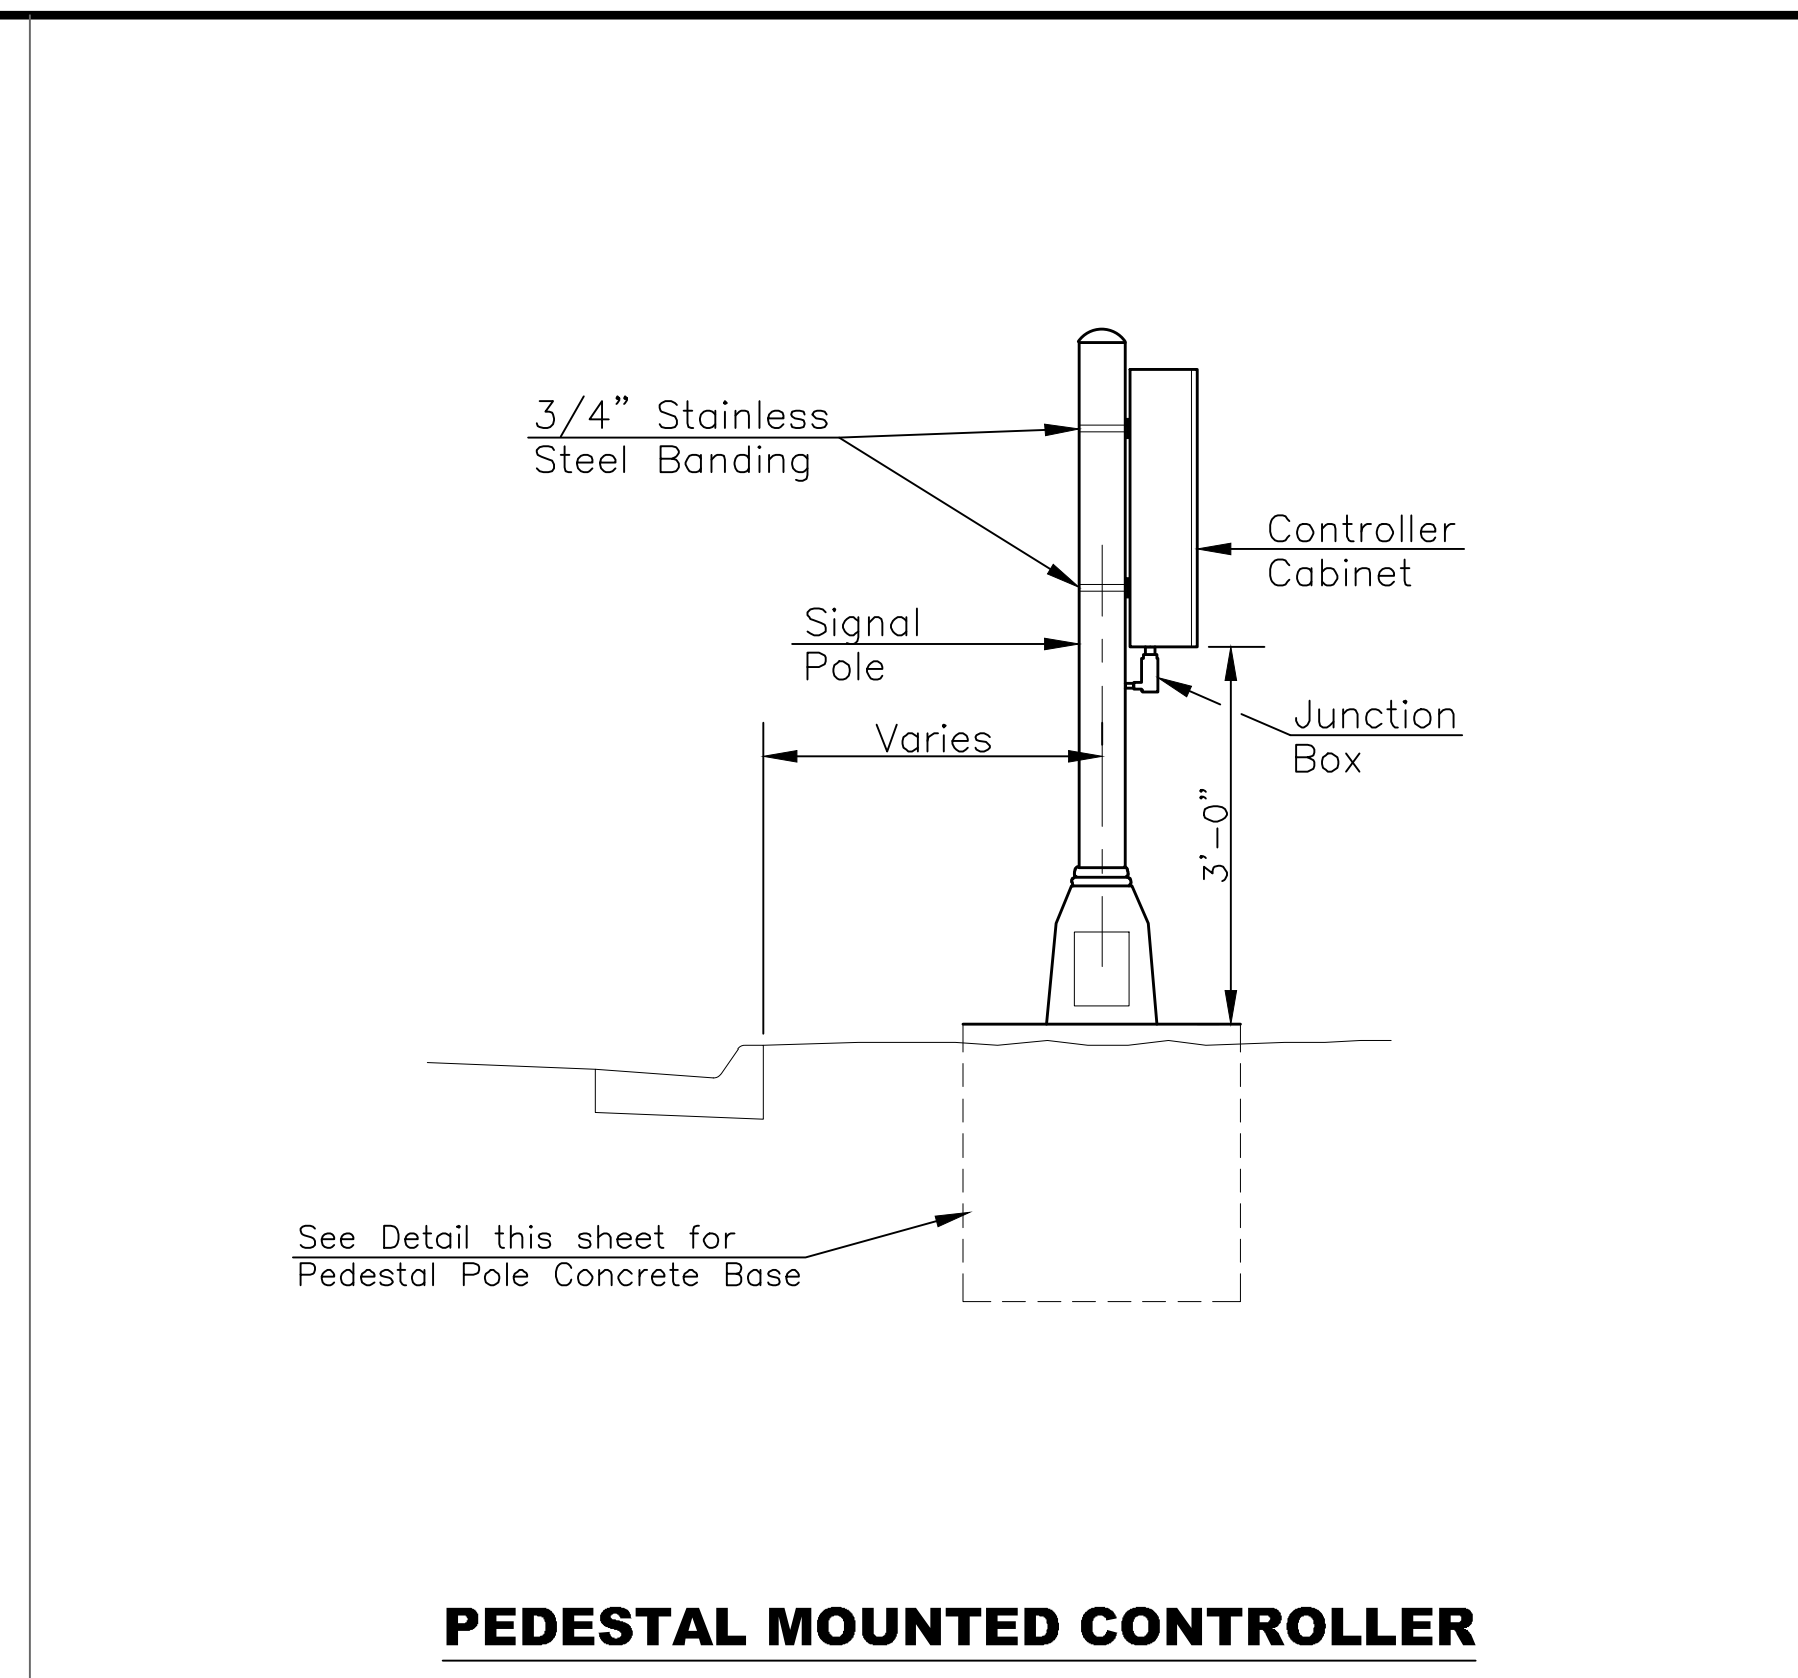 3/4" Stainless
Steel Banding
Controller
Cabinet
Signal
Pole
Junction
Box
Varies
3'-0"
See Detail this sheet for
Pedestal Pole Concrete Base
PEDESTAL MOUNTED CONTROLLER